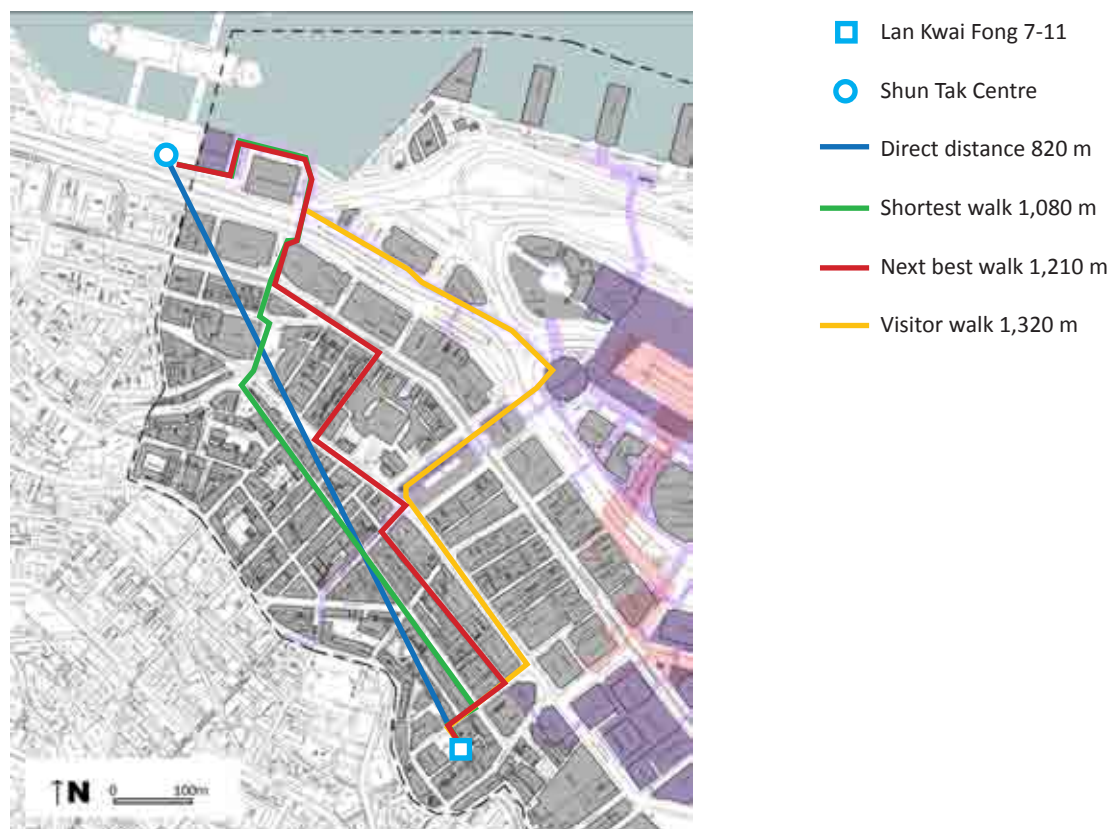 Lan Kwai Fong 7-11
Shun Tak Centre
Direct distance 820 m
Shortest walk 1,080 m
Next best walk 1,210 m
Visitor walk 1,320 m
N 0 100m